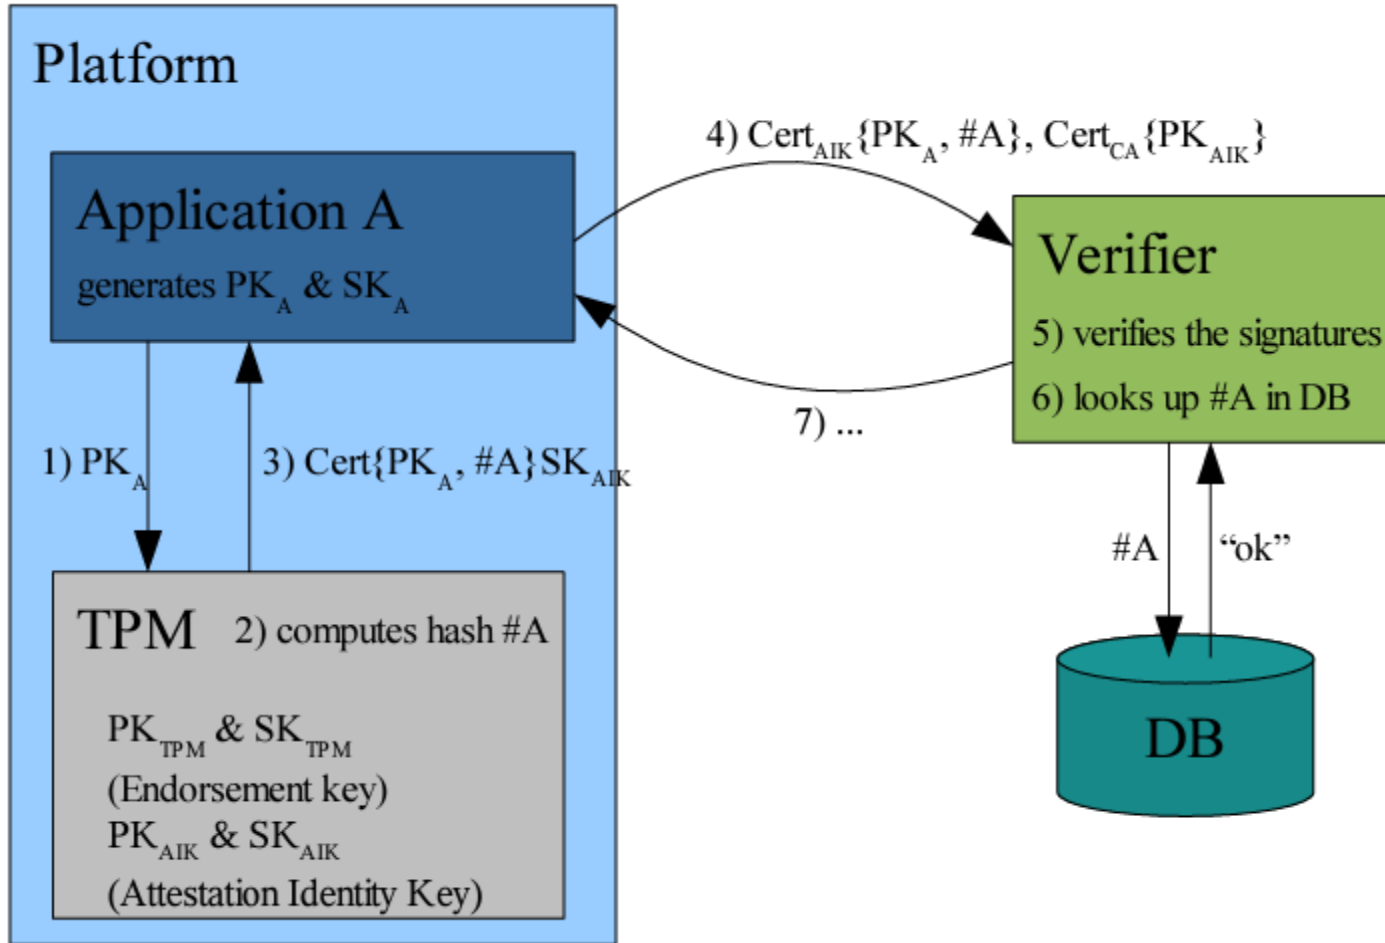 Platform
Application A
generates PK_A & SK_A
1) PK_A
3) Cert{PK_A, #A}SK_AIK
TPM
2) computes hash #A
PK_TPM & SK_TPM
(Endorsement key)
PK_AIK & SK_AIK
(Attestation Identity Key)
4) Cert_AIK{PK_A, #A}, Cert_CA{PK_AIK}
7) ...
Verifier
5) verifies the signatures
6) looks up #A in DB
#A
“ok”
DB